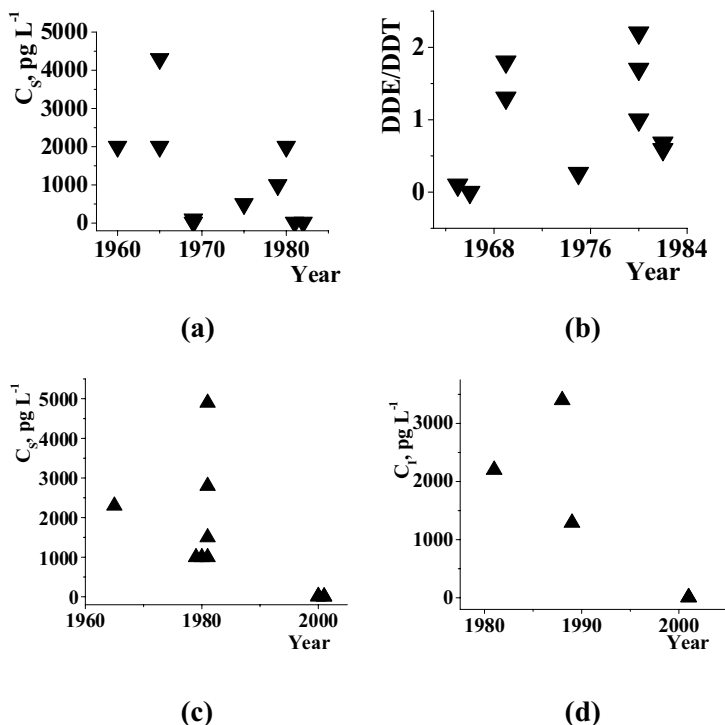 C_S, pg L^-1
5000
4000
3000
2000
1000
0
1960 1970 1980
Year
(a)
DDE/DDT
2
1
0
1968 1976 1984
Year
(b)
C_S, pg L^-1
5000
4000
3000
2000
1000
0
1960 1980 2000
Year
(c)
C_I, pg L^-1
3000
2000
1000
0
1980 1990 2000
Year
(d)